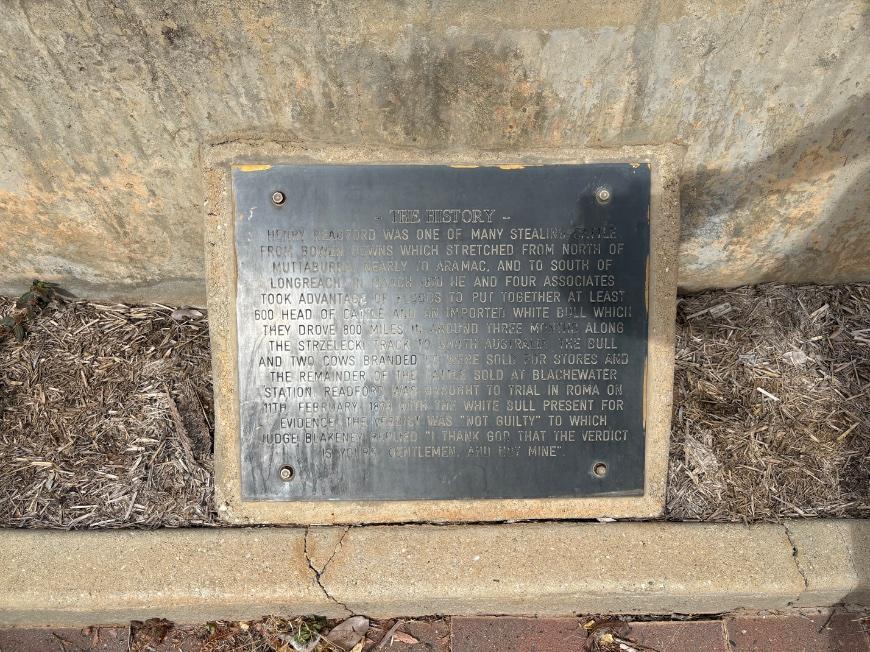 - THE HISTORY -
HENRY READFORD WAS ONE OF MANY STEALING CATTLE
FROM BOWEN DOWNS WHICH STRETCHED FROM NORTH OF
MUTTABURRA NEARLY TO ARAMAC, AND TO SOUTH OF
LONGREACH. IN MARCH HE AND FOUR ASSOCIATES
TOOK ADVANTAGE OF FLOODS TO PUT TOGETHER AT LEAST
600 HEAD OF CATTLE AND AN IMPORTED WHITE BULL WHICH
THEY DROVE 800 MILES IN AROUND THREE MONTHS ALONG
THE STRZELECKI TRACK TO SOUTH AUSTRALIA. THE BULL
AND TWO COWS BRANDED WERE SOLD FOR STORES AND
THE REMAINDER OF THE CATTLE SOLD AT BLACHEWATER
STATION. READFORD WAS BROUGHT TO TRIAL IN ROMA ON
11TH FEBRUARY, WITH THE WHITE BULL PRESENT FOR
EVIDENCE. THE VERDICT WAS "NOT GUILTY" TO WHICH
JUDGE BLAKENEY REPLIED "I THANK GOD THAT THE VERDICT
IS YOURS, GENTLEMEN, AND NOT MINE".